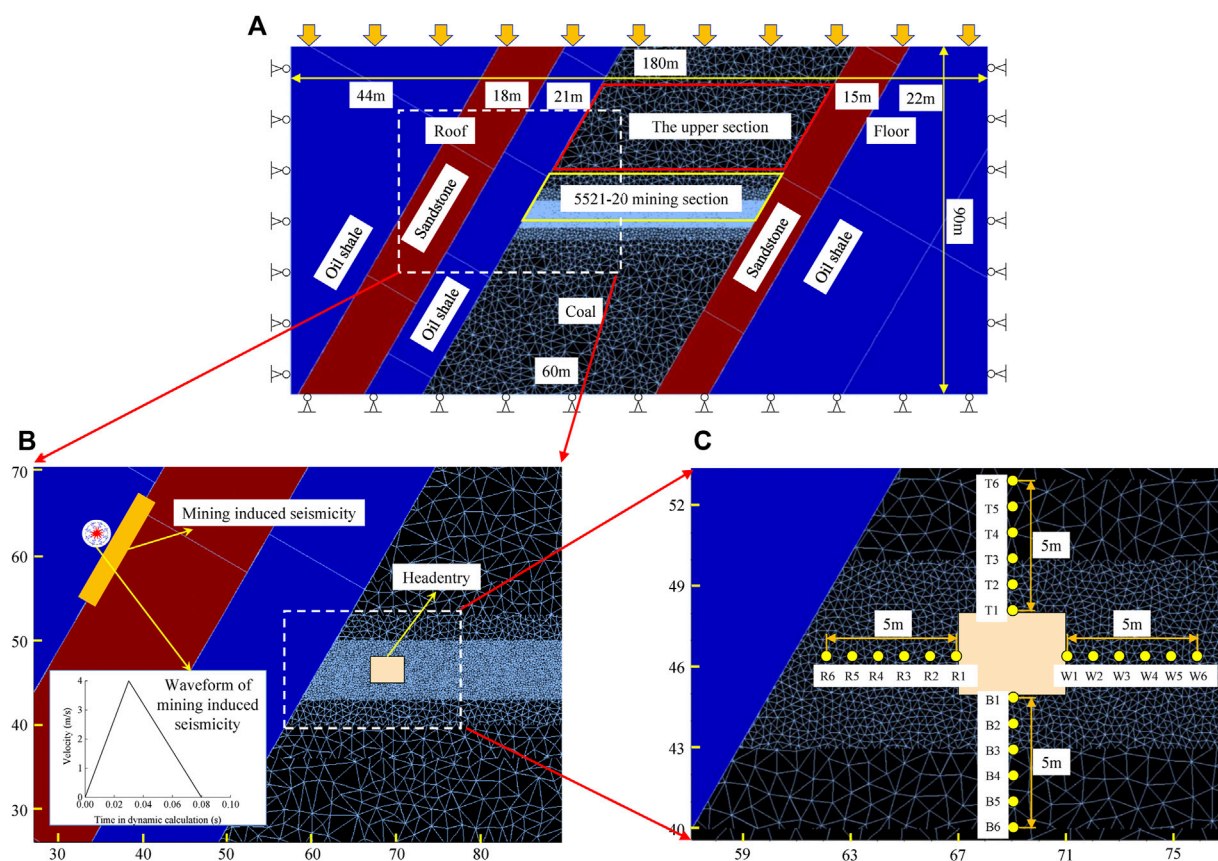 A
180m
44m
18m
21m
15m
22m
Roof
The upper section
Floor
5521-20 mining section
90m
Oil shale
Sandstone
Oil shale
Sandstone
Oil shale
Coal
60m
B
70
60
50
40
30
30
40
50
60
70
80
Mining induced seismicity
Headentry
Waveform of
mining induced
seismicity
Velocity (m/s)
4
3
2
1
0
0.00
0.02
0.04
0.06
0.08
0.10
Time in dynamic calculation (s)
C
52
49
46
43
40
59
63
67
71
75
T6
T5
T4
T3
T2
T1
5m
5m
5m
R6
R5
R4
R3
R2
R1
W1
W2
W3
W4
W5
W6
B1
B2
B3
B4
B5
B6
5m